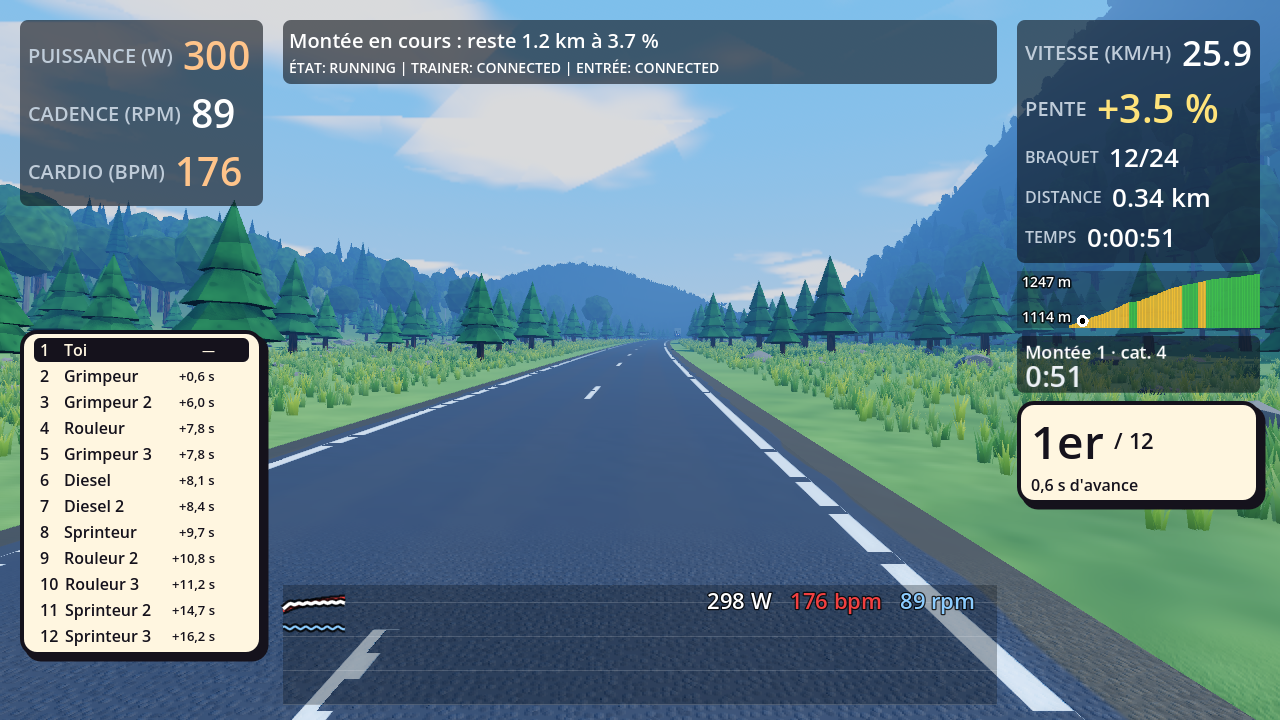 PUISSANCE (W) 300
CADENCE (RPM) 89
CARDIO (BPM) 176
Montée en cours : reste 1.2 km à 3.7 %
ÉTAT: RUNNING | TRAINER: CONNECTED | ENTRÉE: CONNECTED
VITESSE (KM/H) 25.9
PENTE +3.5 %
BRAQUET 12/24
DISTANCE 0.34 km
TEMPS 0:00:51
1247 m
1114 m
Montée 1 · cat. 4
0:51
1er / 12
0,6 s d'avance
1 Toi —
2 Grimpeur +0,6 s
3 Grimpeur 2 +6,0 s
4 Rouleur +7,8 s
5 Grimpeur 3 +7,8 s
6 Diesel +8,1 s
7 Diesel 2 +8,4 s
8 Sprinteur +9,7 s
9 Rouleur 2 +10,8 s
10 Rouleur 3 +11,2 s
11 Sprinteur 2 +14,7 s
12 Sprinteur 3 +16,2 s
298 W 176 bpm 89 rpm